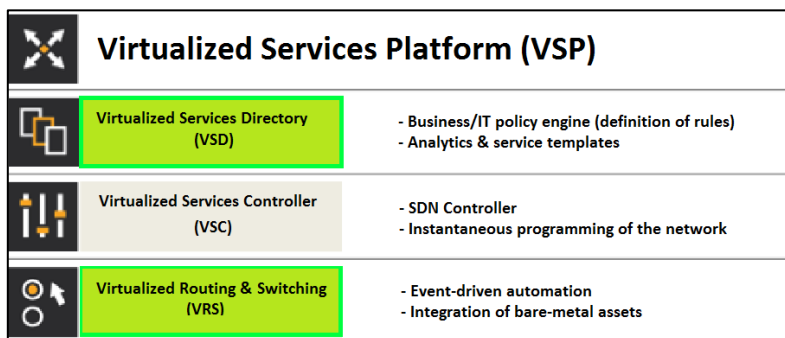 Virtualized Services Platform (VSP)
Virtualized Services Directory
(VSD)
- Business/IT policy engine (definition of rules)
- Analytics & service templates
Virtualized Services Controller
(VSC)
- SDN Controller
- Instantaneous programming of the network
Virtualized Routing & Switching
(VRS)
- Event-driven automation
- Integration of bare-metal assets